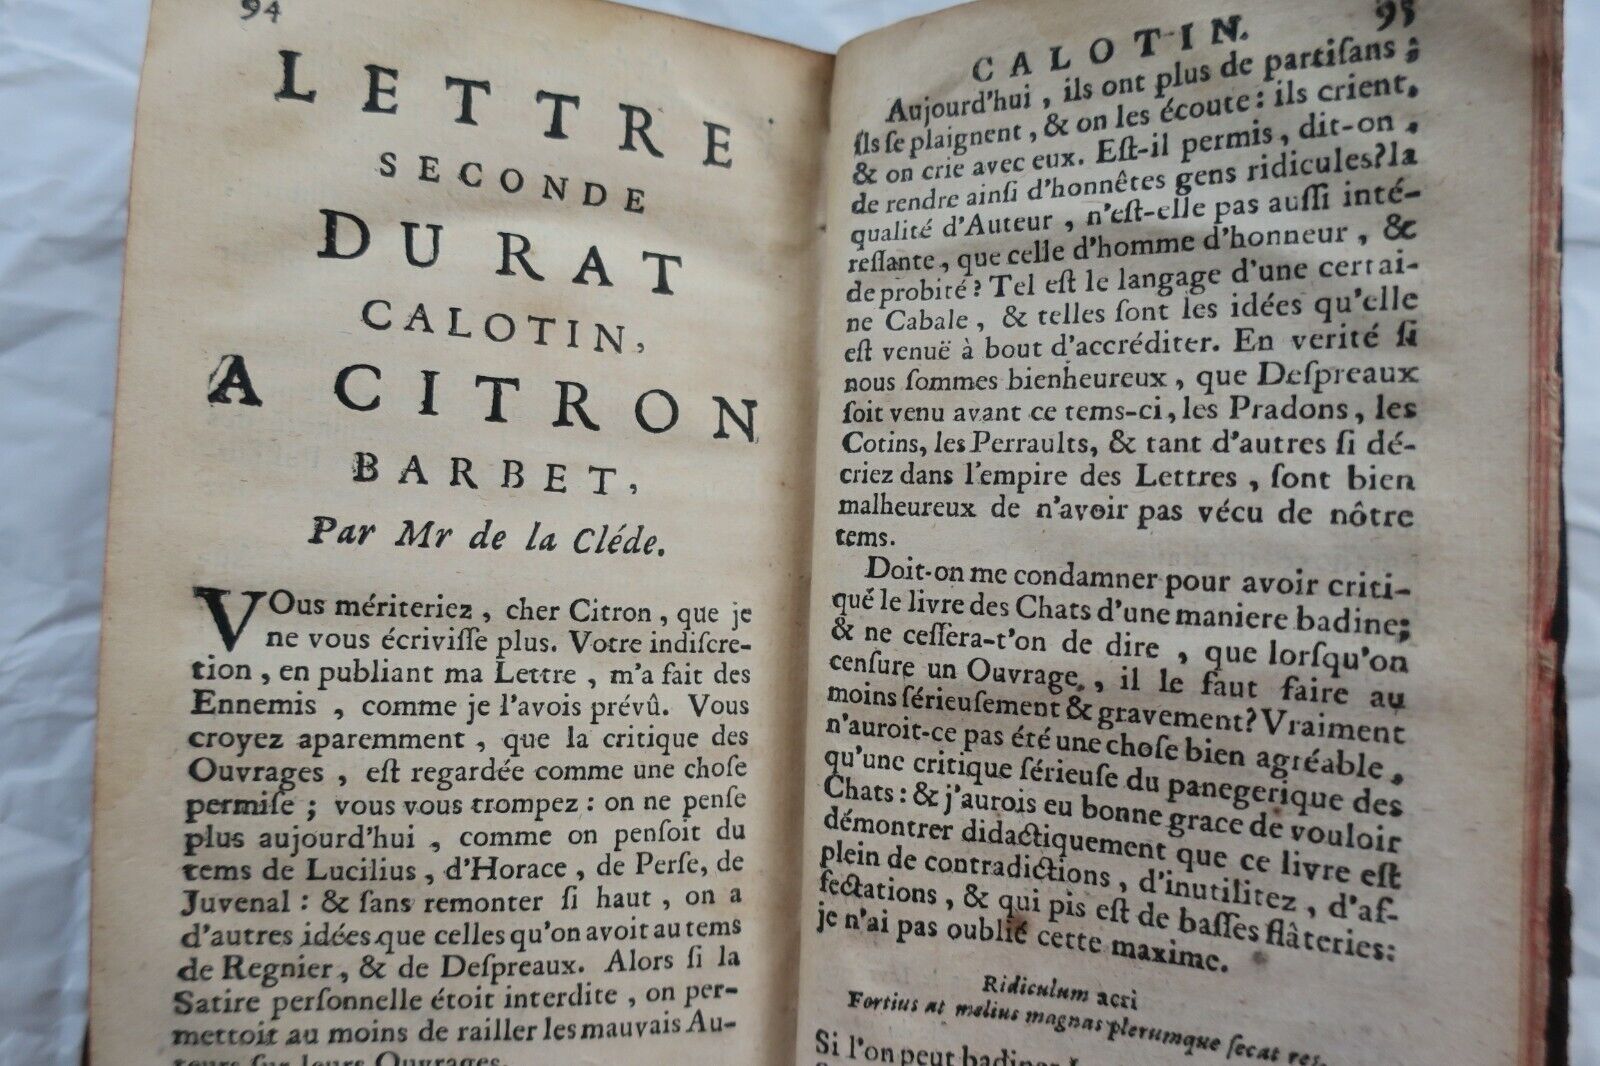 94
LETTRE
SECONDE
DU RAT
CALOTIN,
A CITRON
BARBET,
Par Mr de la Cléde.
VOus mériteriez, cher Citron, que je
ne vous écriviſſe plus. Votre indiſcre-
tion, en publiant ma Lettre, m'a fait des
Ennemis, comme je l'avois prévû. Vous
croyez aparemment, que la critique des
Ouvrages, eſt regardée comme une choſe
permiſe; vous vous trompez: on ne penſe
plus aujourd'hui, comme on penſoit du
tems de Lucilius, d'Horace, de Perſe, de
Juvenal: & ſans remonter ſi haut, on a
d'autres idées que celles qu'on avoit au tems
de Regnier, & de Deſpreaux. Alors ſi la
Satire perſonnelle étoit interdite, on per-
mettoit au moins de railler les mauvais Au-
teurs ſur leurs Ouvrages.
CALOTIN. 95
Aujourd'hui, ils ont plus de partiſans;
ils ſe plaignent, & on les écoute: ils crient,
& on crie avec eux. Eſt-il permis, dit-on,
de rendre ainſi d'honnêtes gens ridicules? la
qualité d'Auteur, n'eſt-elle pas auſſi inté-
reſſante, que celle d'homme d'honneur, &
de probité? Tel eſt le langage d'une certai-
ne Cabale, & telles ſont les idées qu'elle
eſt venuë à bout d'accréditer. En verité ſi
nous ſommes bienheureux, que Deſpreaux
ſoit venu avant ce tems-ci, les Pradons, les
Cotins, les Perraults, & tant d'autres ſi dé-
criez dans l'empire des Lettres, ſont bien
malheureux de n'avoir pas vécu de nôtre
tems.
Doit-on me condamner pour avoir criti-
qué le livre des Chats d'une maniere badine;
& ne ceſſera-t'on de dire, que lorſqu'on
cenſure un Ouvrage, il le faut faire au
moins ſérieuſement & gravement? Vraiment
n'auroit-ce pas été une choſe bien agréable,
qu'une critique ſérieuſe du panegerique des
Chats: & j'aurois eu bonne grace de vouloir
démontrer didactiquement que ce livre eſt
plein de contradictions, d'inutilitez, d'af-
fectations, & qui pis eſt de baſſes flâteries:
je n'ai pas oublié cette maxime.
Ridiculum acri
Fortius at melius magnas plerumque ſecat res.
Si l'on peut badiner